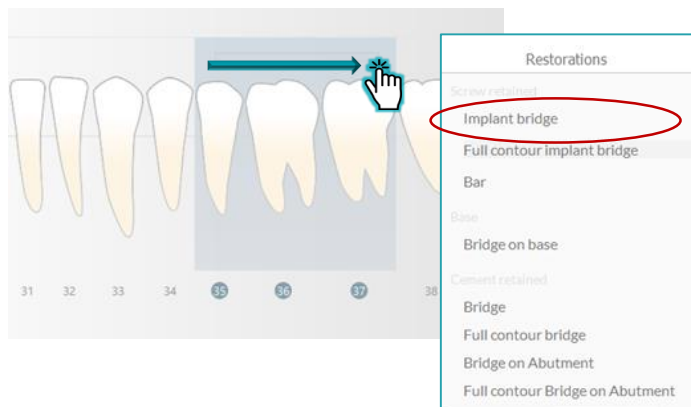 31 32 33 34 35 36 37 38
Restorations
Screw retained
Implant bridge
Full contour implant bridge
Bar
Base
Bridge on base
Cement retained
Bridge
Full contour bridge
Bridge on Abutment
Full contour Bridge on Abutment